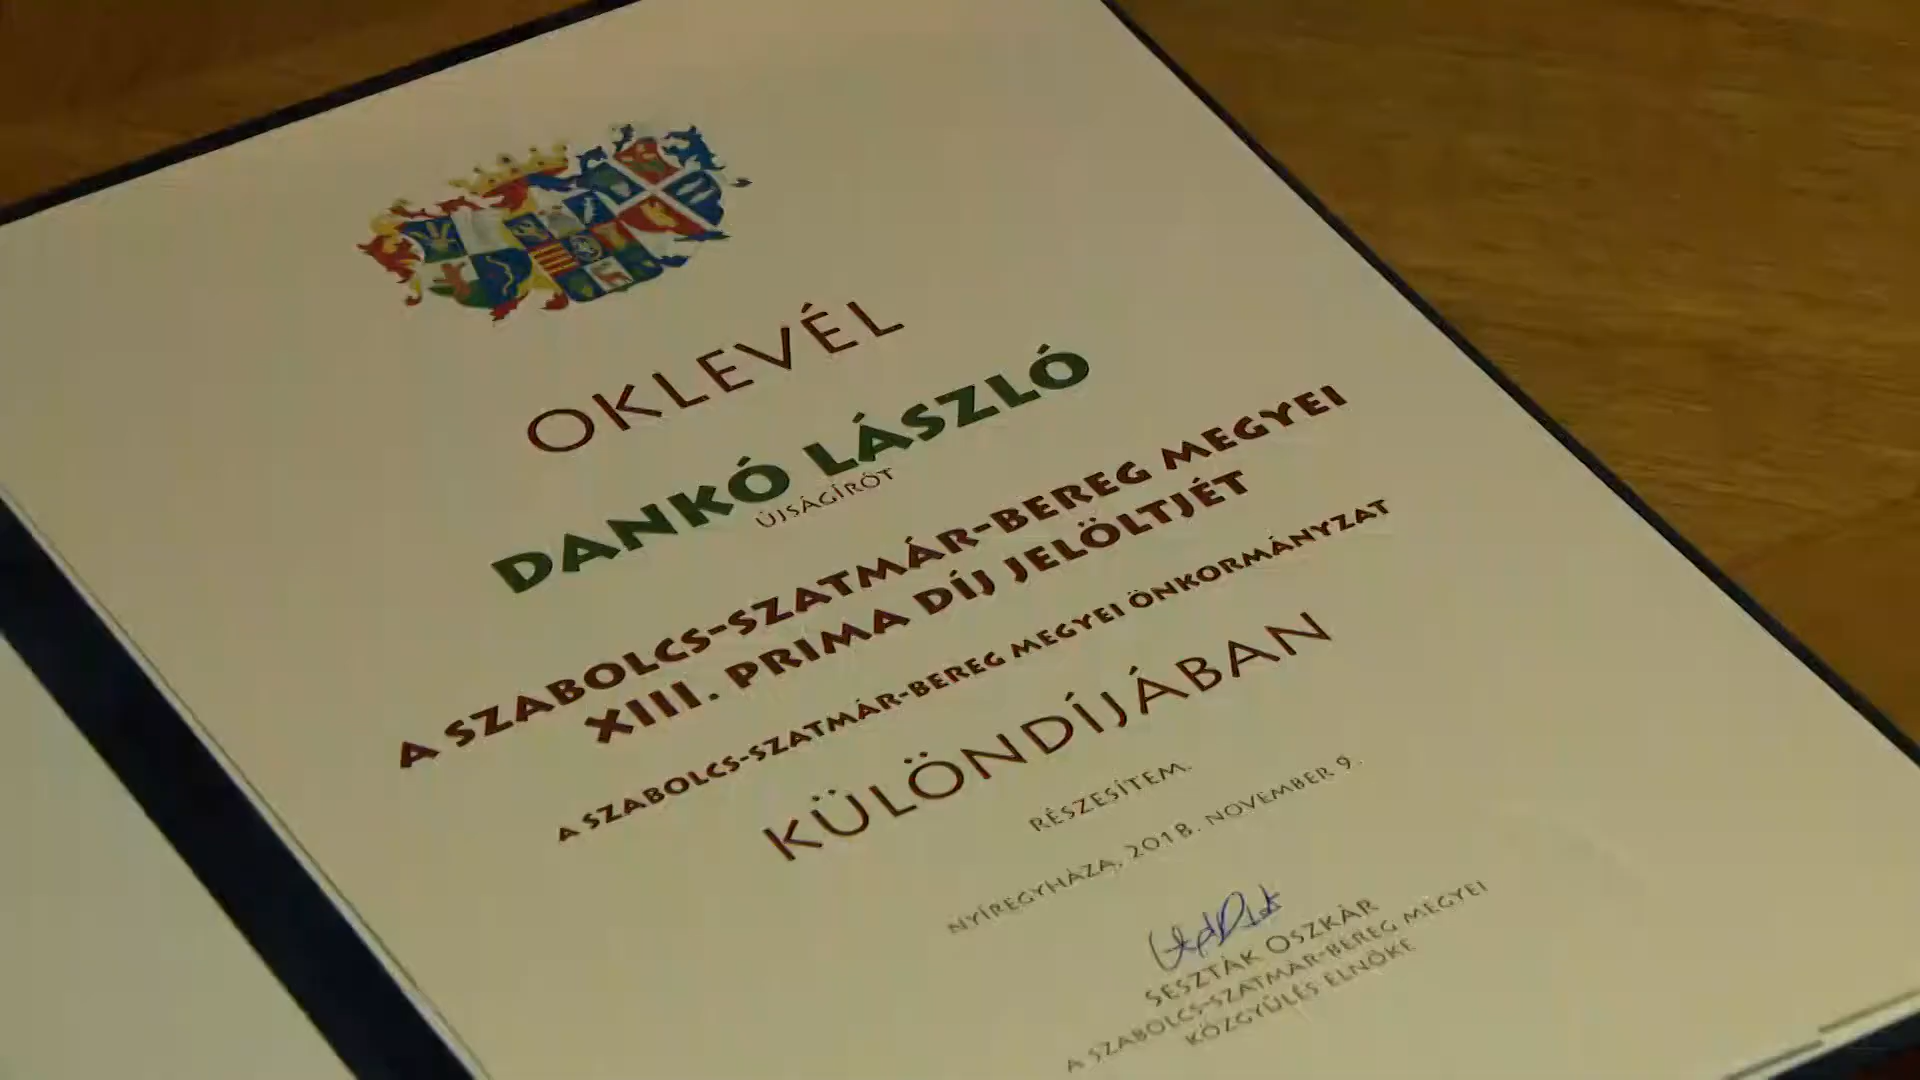 OKLEVÉL
DANKÓ LÁSZLÓ
ÚJSÁGÍRÓT
A SZABOLCS-SZATMÁR-BEREG MEGYEI
XIII. PRIMA DÍJ JELÖLTJÉT
A SZABOLCS-SZATMÁR-BEREG MEGYEI ÖNKORMÁNYZAT
KÜLÖNDÍJÁBAN
RÉSZESÍTEM.
NYÍREGYHÁZA, 2018. NOVEMBER 9.
SESZTÁK OSZKÁR
A SZABOLCS-SZATMÁR-BEREG MEGYEI
KÖZGYŰLÉS ELNÖKE